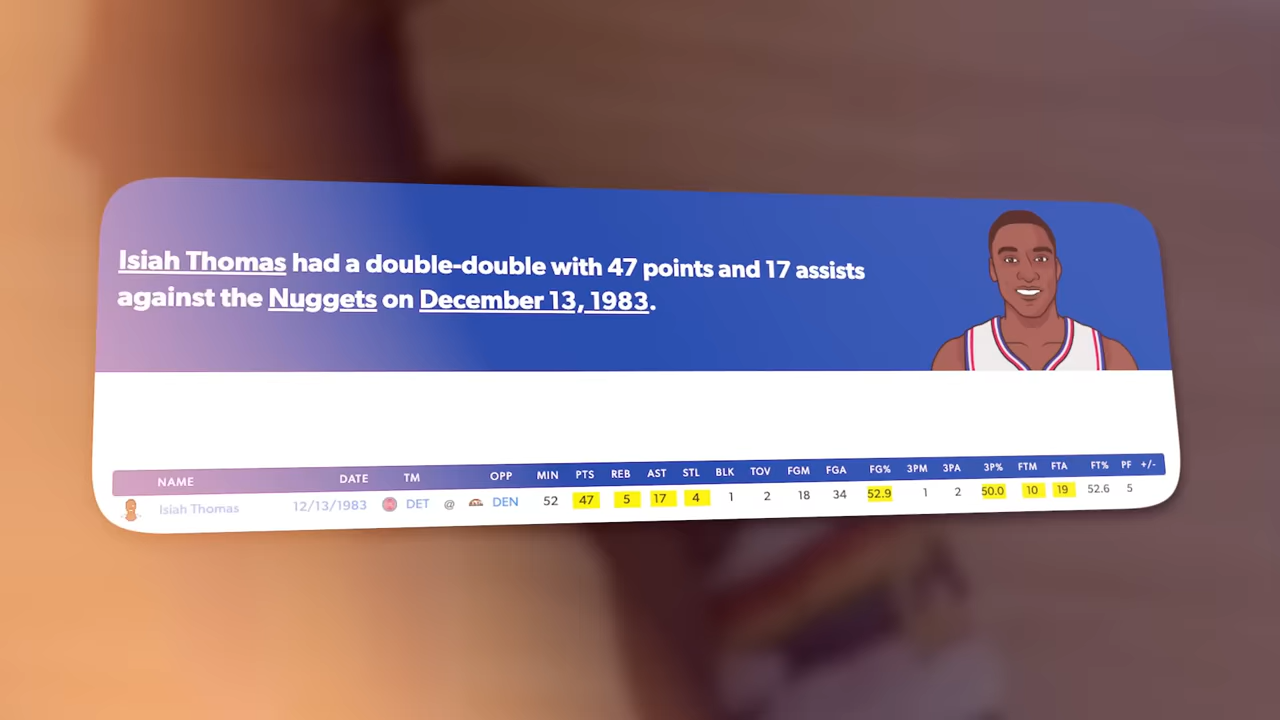 Isiah Thomas had a double-double with 47 points and 17 assists
against the Nuggets on December 13, 1983.
NAME DATE TM OPP MIN PTS REB AST STL BLK TOV FGM FGA FG% 3PM 3PA 3P% FTM FTA FT% PF +/-
Isiah Thomas 12/13/1983 DET @ DEN 52 47 5 17 4 1 2 18 34 52.9 1 2 50.0 10 19 52.6 5